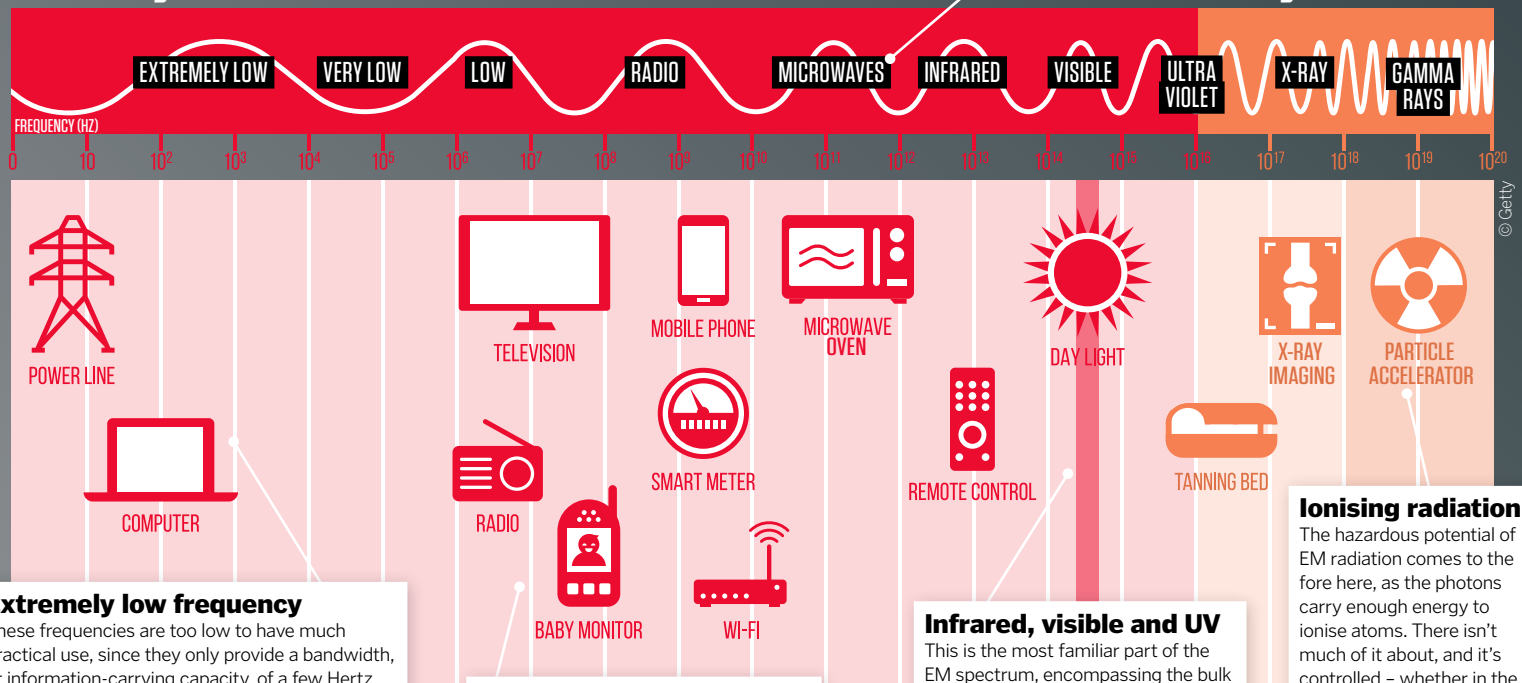 EXTREMELY LOW
VERY LOW
LOW
RADIO
MICROWAVES
INFRARED
VISIBLE
ULTRA
VIOLET
X-RAY
GAMMA
RAYS
FREQUENCY (HZ)
0 10 10² 10³ 10⁴ 10⁵ 10⁶ 10⁷ 10⁸ 10⁹ 10¹⁰ 10¹¹ 10¹² 10¹³ 10¹⁴ 10¹⁵ 10¹⁶ 10¹⁷ 10¹⁸ 10¹⁹ 10²⁰
© Getty
POWER LINE
COMPUTER
TELEVISION
RADIO
BABY MONITOR
MOBILE PHONE
SMART METER
WI-FI
MICROWAVE
OVEN
REMOTE CONTROL
DAY LIGHT
TANNING BED
X-RAY
IMAGING
PARTICLE
ACCELERATOR
xtremely low frequency
hese frequencies are too low to have much
ractical use, since they only provide a bandwidth,
r information-carrying capacity, of a few Hertz
Infrared, visible and UV
This is the most familiar part of the
EM spectrum, encompassing the bulk
Ionising radiation
The hazardous potential of
EM radiation comes to the
fore here, as the photons
carry enough energy to
ionise atoms. There isn't
much of it about, and it's
controlled – whether in the